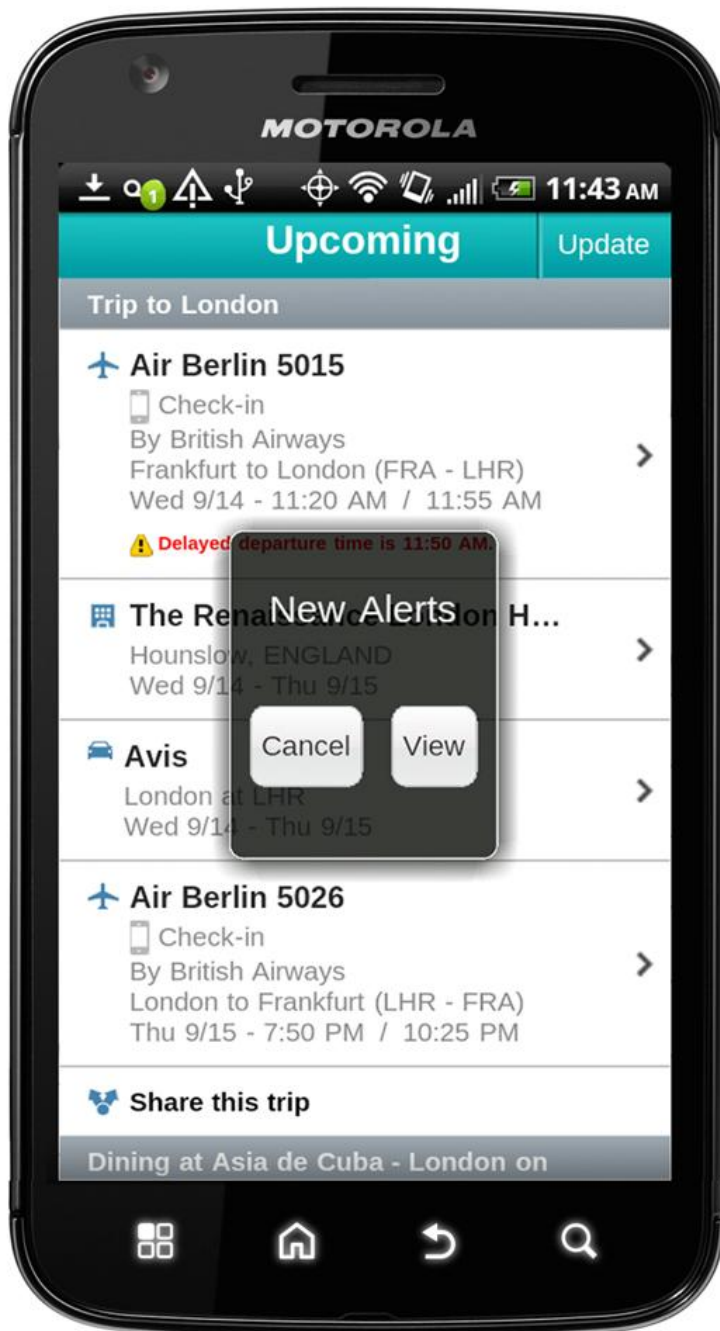 MOTOROLA
1
11:43 AM
Upcoming
Update
Trip to London
Air Berlin 5015
Check-in
By British Airways
Frankfurt to London (FRA - LHR)
Wed 9/14 - 11:20 AM / 11:55 AM
Delayed departure time is 11:50 AM.
New Alerts
The Renaissance London H...
Hounslow, ENGLAND
Wed 9/14 - Thu 9/15
Cancel
View
Avis
London at LHR
Wed 9/14 - Thu 9/15
Air Berlin 5026
Check-in
By British Airways
London to Frankfurt (LHR - FRA)
Thu 9/15 - 7:50 PM / 10:25 PM
Share this trip
Dining at Asia de Cuba - London on